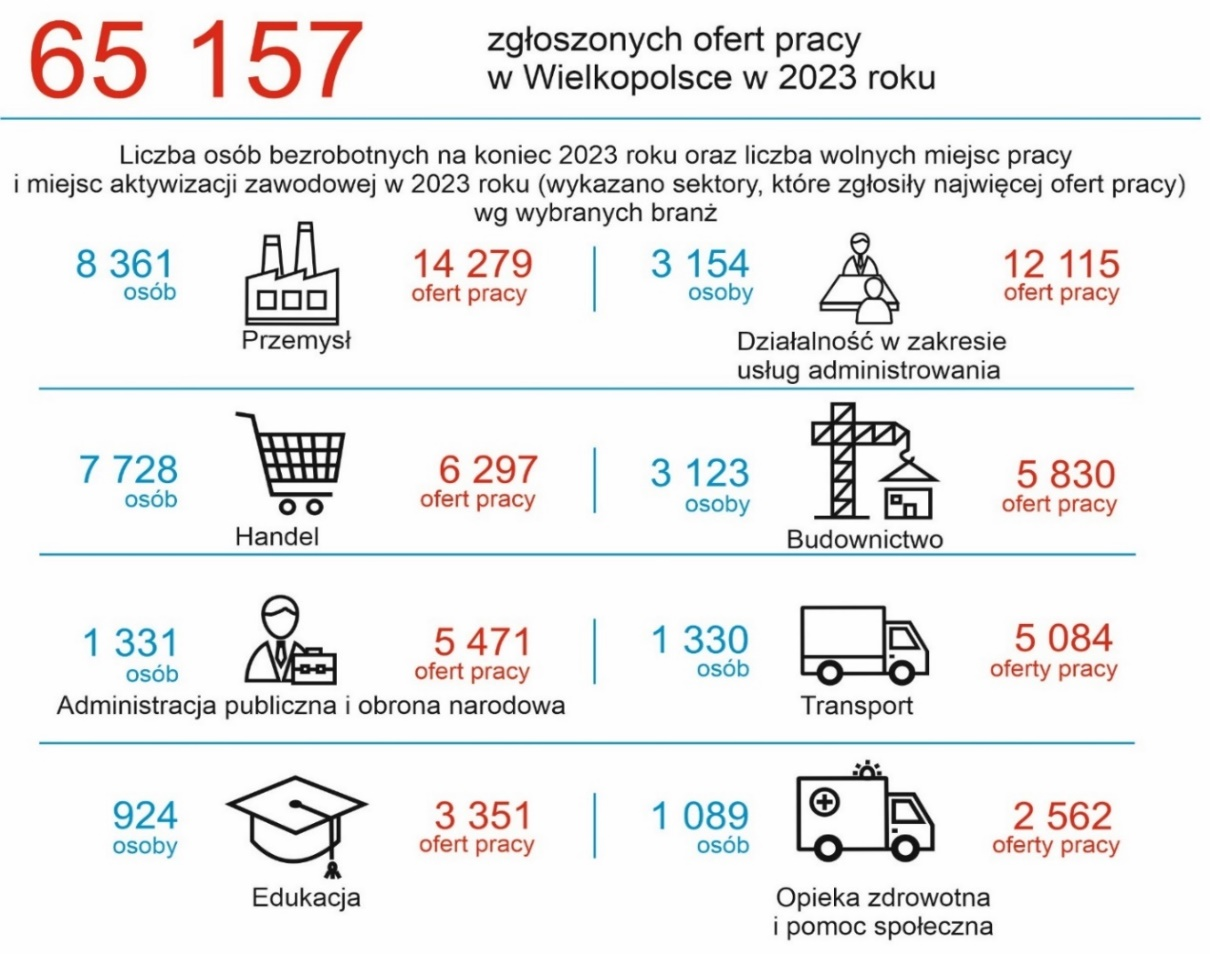 65 157
zgłoszonych ofert pracy
w Wielkopolsce w 2023 roku
Liczba osób bezrobotnych na koniec 2023 roku oraz liczba wolnych miejsc pracy
i miejsc aktywizacji zawodowej w 2023 roku (wykazano sektory, które zgłosiły najwięcej ofert pracy)
wg wybranych branż
8 361
osób
Przemysł
14 279
ofert pracy
3 154
osoby
Działalność w zakresie
usług administrowania
12 115
ofert pracy
7 728
osób
Handel
6 297
ofert pracy
3 123
osoby
Budownictwo
5 830
ofert pracy
1 331
osób
Administracja publiczna i obrona narodowa
5 471
ofert pracy
1 330
osób
Transport
5 084
oferty pracy
924
osoby
Edukacja
3 351
ofert pracy
1 089
osób
Opieka zdrowotna
i pomoc społeczna
2 562
oferty pracy